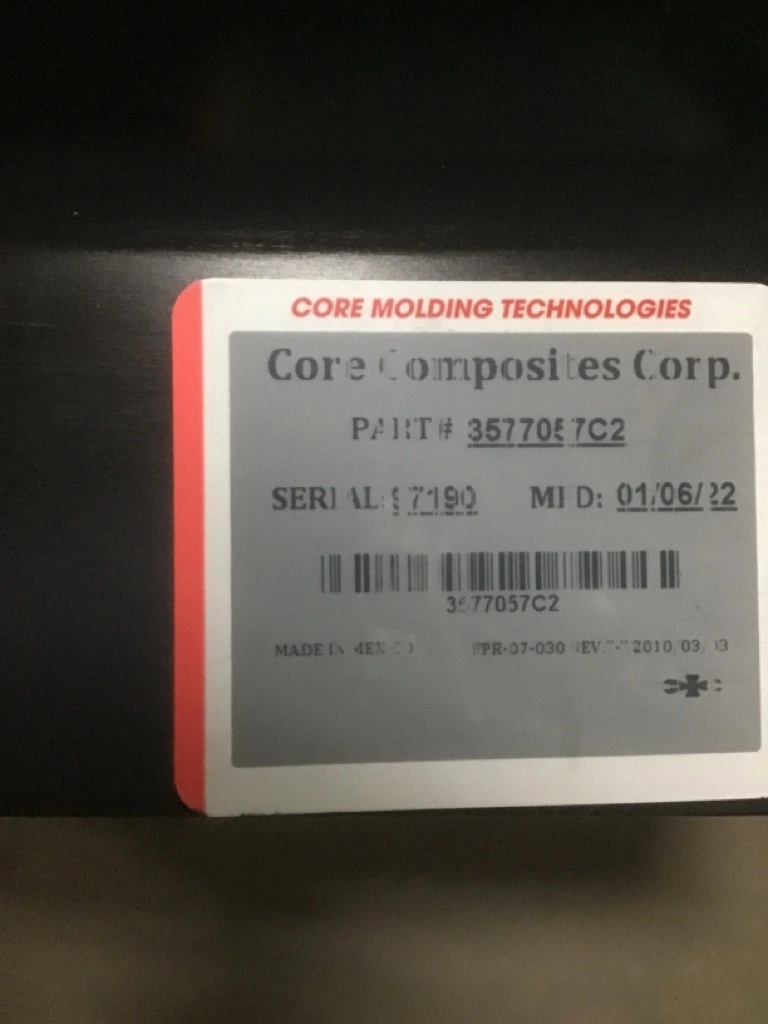 CORE MOLDING TECHNOLOGIES
Core Composites Corp.
PART# 3577057C2
SERIAL: 97190 MFD: 01/06/22
3577057C2
MADE IN MEXICO FPR-07-030 REV."-" 2010/03/03